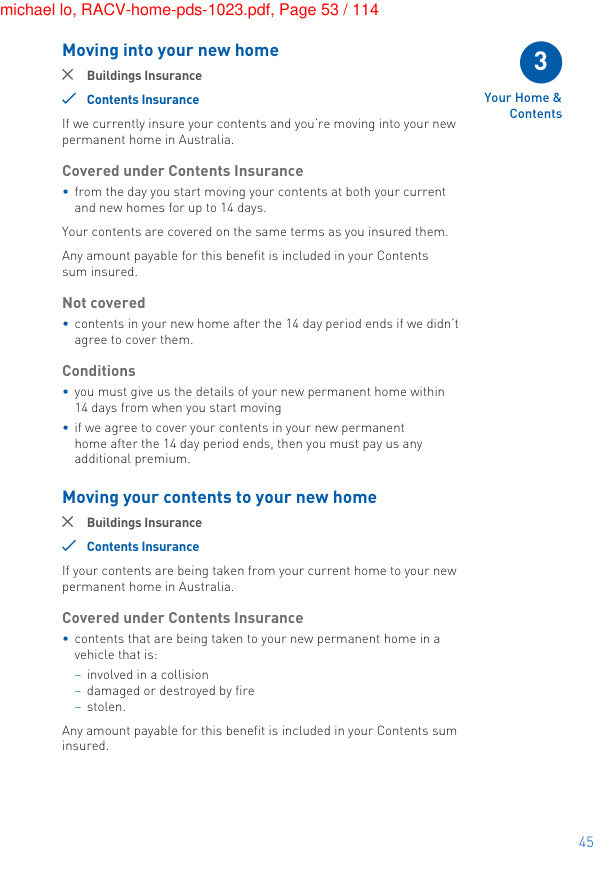 michael lo, RACV-home-pds-1023.pdf, Page 53 / 114
Moving into your new home
Buildings Insurance
Contents Insurance
If we currently insure your contents and you're moving into your new
permanent home in Australia.
Covered under Contents Insurance
• from the day you start moving your contents at both your current
and new homes for up to 14 days.
Your contents are covered on the same terms as you insured them.
Any amount payable for this benefit is included in your Contents
sum insured.
Not covered
• contents in your new home after the 14 day period ends if we didn't
agree to cover them.
Conditions
• you must give us the details of your new permanent home within
14 days from when you start moving
• if we agree to cover your contents in your new permanent
home after the 14 day period ends, then you must pay us any
additional premium.
Moving your contents to your new home
Buildings Insurance
Contents Insurance
If your contents are being taken from your current home to your new
permanent home in Australia.
Covered under Contents Insurance
• contents that are being taken to your new permanent home in a
vehicle that is:
– involved in a collision
– damaged or destroyed by fire
– stolen.
Any amount payable for this benefit is included in your Contents sum
insured.
3
Your Home &
Contents
45